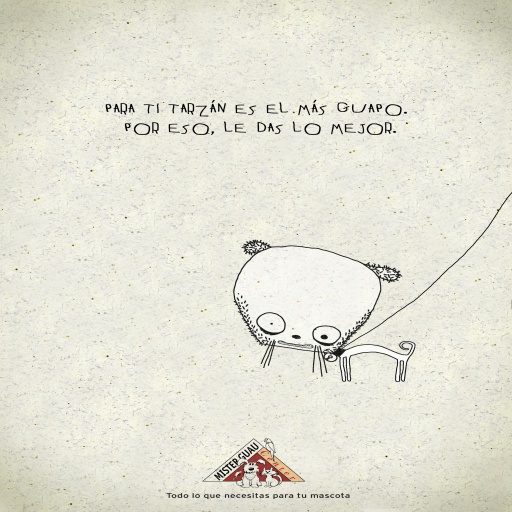 PARA TI TARZÁN ES EL MÁS GUAPO.
POR ESO, LE DAS LO MEJOR.
MISTER GUAU
Todo lo que necesitas para tu mascota